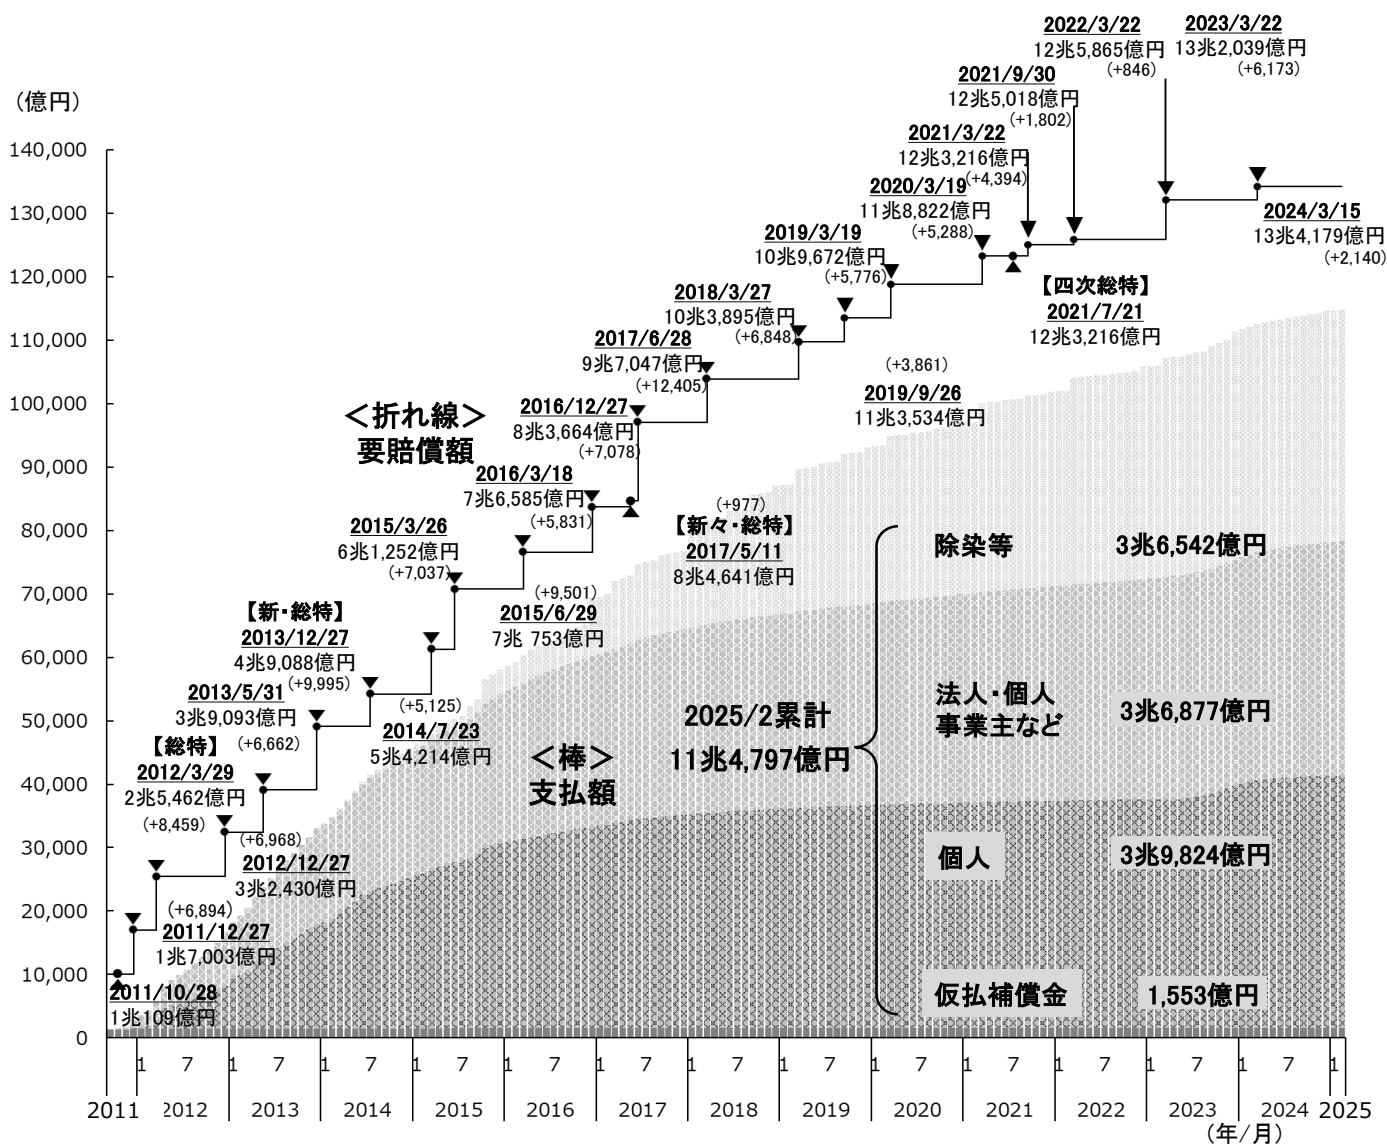 (億円)
140,000
130,000
120,000
110,000
100,000
90,000
80,000
70,000
60,000
50,000
40,000
30,000
20,000
10,000
0
2011/10/28
1兆109億円
(+6,894)
2011/12/27
1兆7,003億円
【総特】
2012/3/29
2兆5,462億円
(+8,459)
(+6,968)
2012/12/27
3兆2,430億円
2013/5/31
3兆9,093億円
(+6,662)
【新・総特】
2013/12/27
4兆9,088億円
(+9,995)
(+5,125)
2014/7/23
5兆4,214億円
2015/3/26
6兆1,252億円
(+7,037)
(+9,501)
2015/6/29
7兆 753億円
2016/3/18
7兆6,585億円
(+5,831)
2016/12/27
8兆3,664億円
(+7,078)
(+977)
【新々・総特】
2017/5/11
8兆4,641億円
2017/6/28
9兆7,047億円
(+12,405)
2018/3/27
10兆3,895億円
(+6,848)
2019/3/19
10兆9,672億円
(+5,776)
(+3,861)
2019/9/26
11兆3,534億円
2020/3/19
11兆8,822億円
(+5,288)
2021/3/22
12兆3,216億円
(+4,394)
【四次総特】
2021/7/21
12兆3,216億円
2021/9/30
12兆5,018億円
(+1,802)
2022/3/22
12兆5,865億円
(+846)
2023/3/22
13兆2,039億円
(+6,173)
2024/3/15
13兆4,179億円
(+2,140)
<折れ線>
要賠償額
<棒>
支払額
2025/2累計
11兆4,797億円
除染等 3兆6,542億円
法人・個人
事業主など 3兆6,877億円
個人 3兆9,824億円
仮払補償金 1,553億円
1 7 1 7 1 7 1 7 1 7 1 7 1 7 1 7 1 7 1 7 1 7 1 7 1 7 1
2011 2012 2013 2014 2015 2016 2017 2018 2019 2020 2021 2022 2023 2024 2025
(年/月)